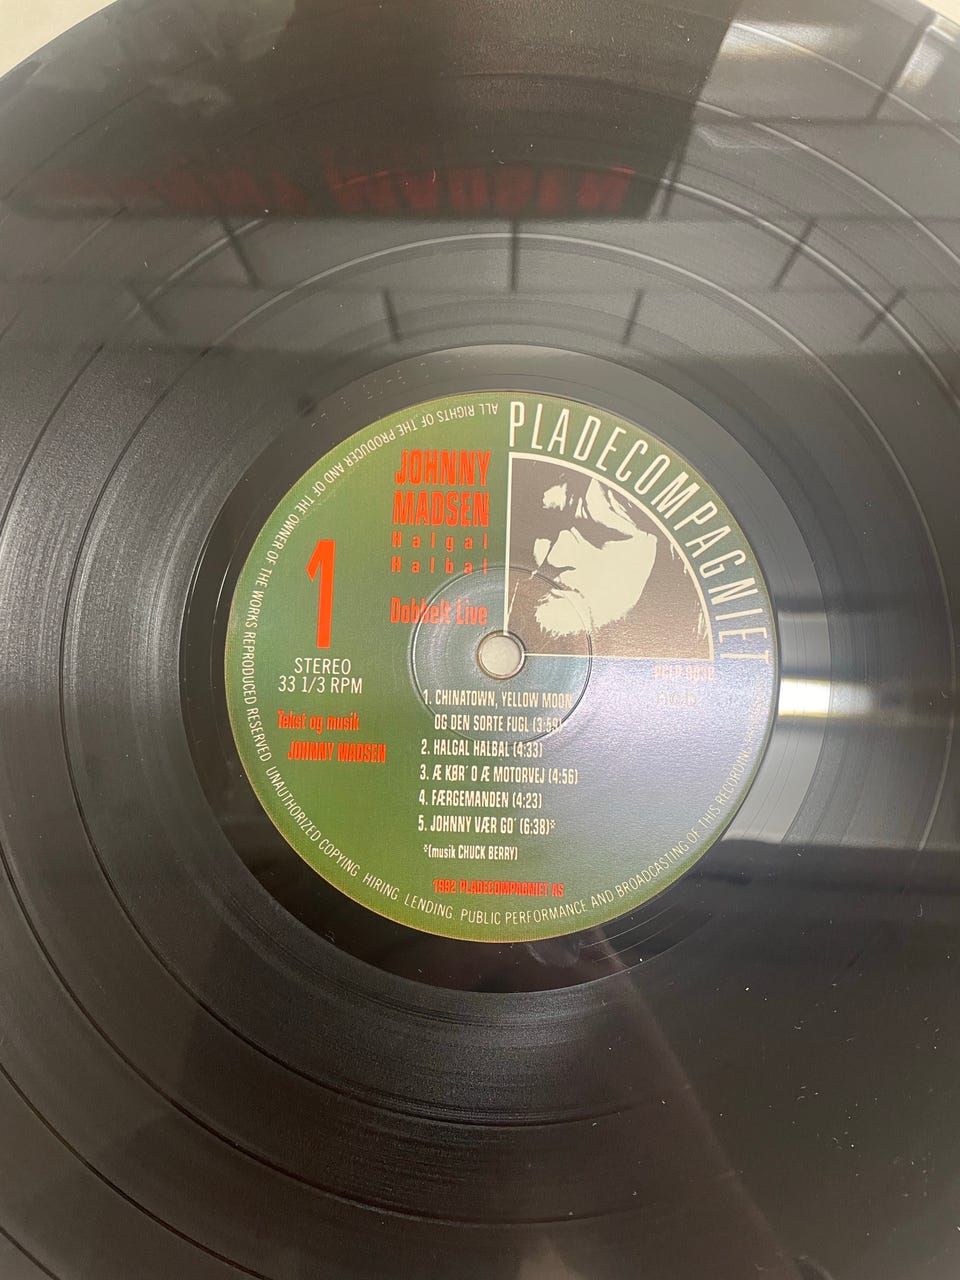 PLADECOMPAGNIET
JOHNNY
MADSEN
Halgal
Halbal
Dobbelt Live
1
STEREO
33 1/3 RPM
Tekst og musik
JOHNNY MADSEN
1. CHINATOWN, YELLOW MOON
OG DEN SORTE FUGL (3:59)
2. HALGAL HALBAL (4:33)
3. Æ KØR´ O Æ MOTORVEJ (4:56)
4. FÆRGEMANDEN (4:23)
5. JOHNNY VÆR GO´ (6:38)*
*(musik CHUCK BERRY)
1992 PLADECOMPAGNIET AS
ALL RIGHTS OF THE PRODUCER AND OF THE OWNER OF THE WORKS REPRODUCED RESERVED UNAUTHORIZED COPYING HIRING LENDING PUBLIC PERFORMANCE AND BROADCASTING OF THIS RECORDING